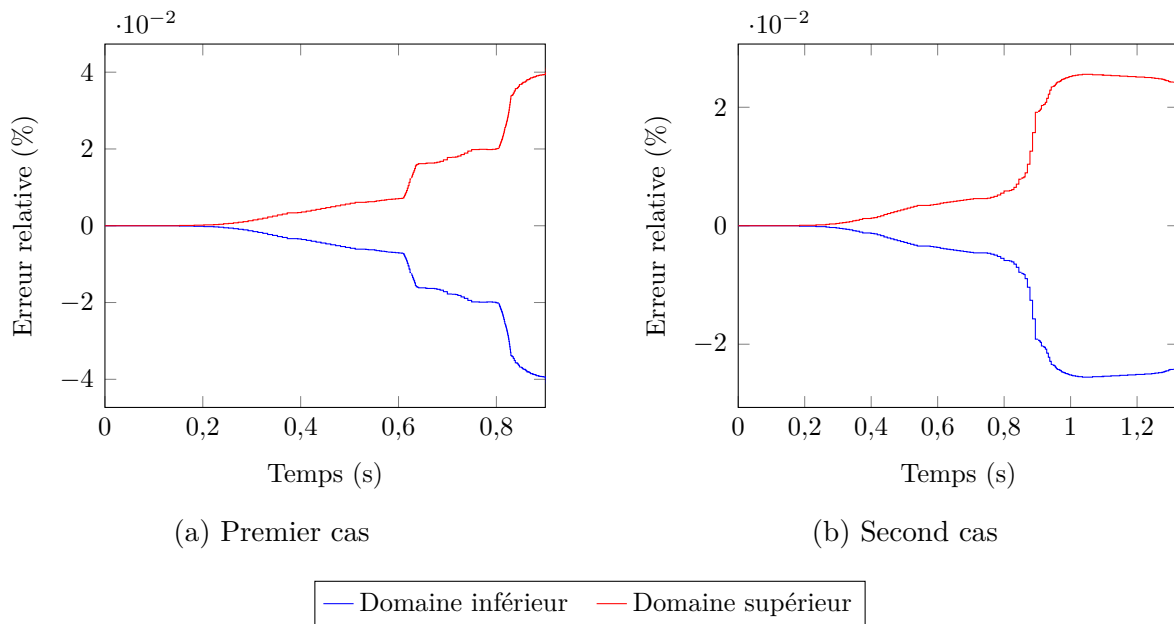 ·10−2
4
2
0
−2
−4
Erreur relative (%)
0 0,2 0,4 0,6 0,8
Temps (s)
(a) Premier cas
·10−2
2
0
−2
Erreur relative (%)
0 0,2 0,4 0,6 0,8 1 1,2
Temps (s)
(b) Second cas
Domaine inférieur Domaine supérieur